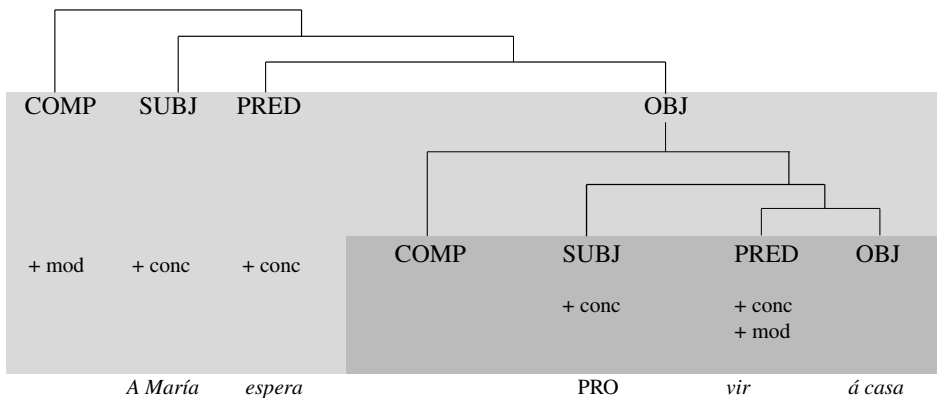 COMP SUBJ PRED OBJ
COMP SUBJ PRED OBJ
+ mod + conc + conc
+ conc + conc
+ mod
A María espera PRO vir á casa